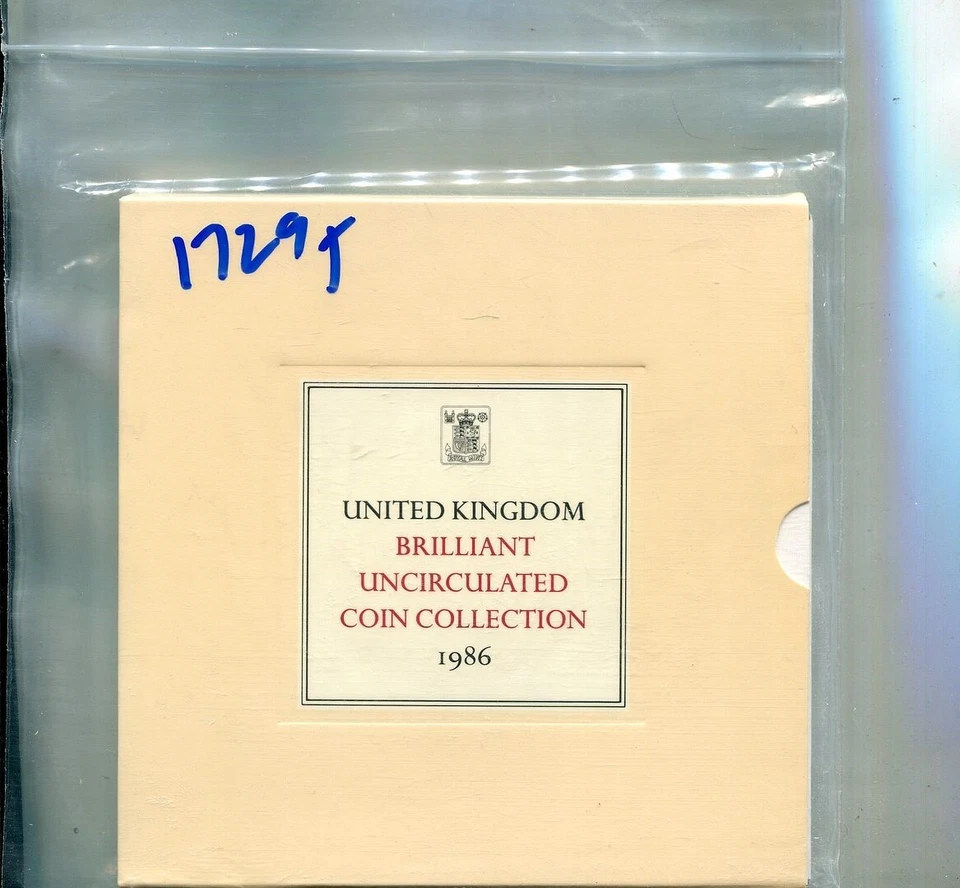 17295
UNITED KINGDOM
BRILLIANT
UNCIRCULATED
COIN COLLECTION
1986